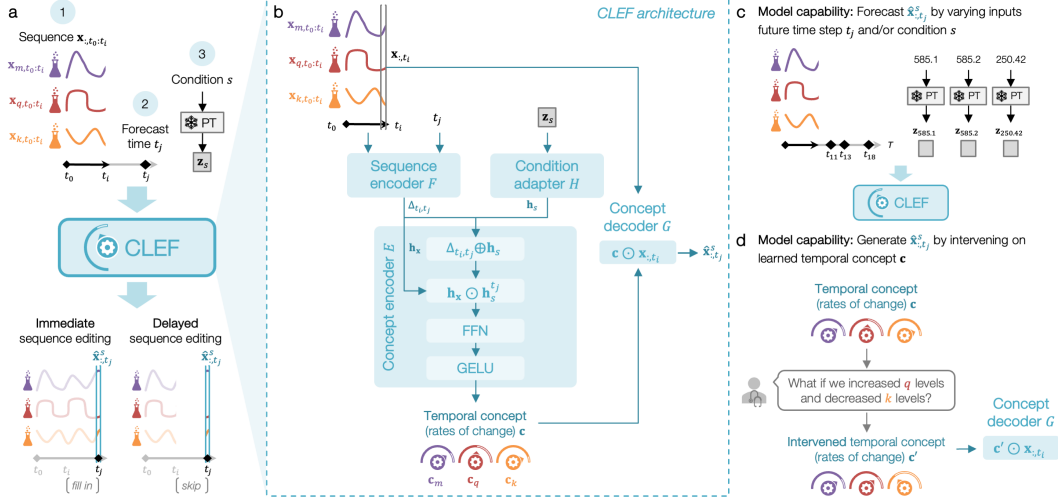 a
1
Sequence x:,t0:ti
xm,t0:ti
xq,t0:ti
xk,t0:ti
2
Forecast
time tj
t0
ti
tj
3
Condition s
PT
zs
CLEF
Immediate
sequence editing
Delayed
sequence editing
x̂s:,tj
x̂s:,tj
t0
ti
tj
t0
ti
tj
[fill in]
[skip]
b
CLEF architecture
xm,t0:ti
xq,t0:ti
xk,t0:ti
x:,ti
t0
ti
tj
zs
Sequence
encoder F
Condition
adapter H
Δti,tj
hs
hx
Concept encoder E
Δti,tj⊕hs
hx ⊙ hstj
FFN
GELU
Temporal concept
(rates of change) c
cm
cq
ck
Concept
decoder G
c ⊙ x:,ti
x̂s:,tj
c
Model capability: Forecast x̂s:,tj by varying inputs
future time step tj and/or condition s
585.1
585.2
250.42
PT
PT
PT
z585.1
z585.2
z250.42
t11
t13
t18
T
CLEF
d
Model capability: Generate x̂s:,tj by intervening on
learned temporal concept c
Temporal concept
(rates of change) c
What if we increased q levels
and decreased k levels?
Intervened temporal concept
(rates of change) c′
Concept
decoder G
c′ ⊙ x:,ti